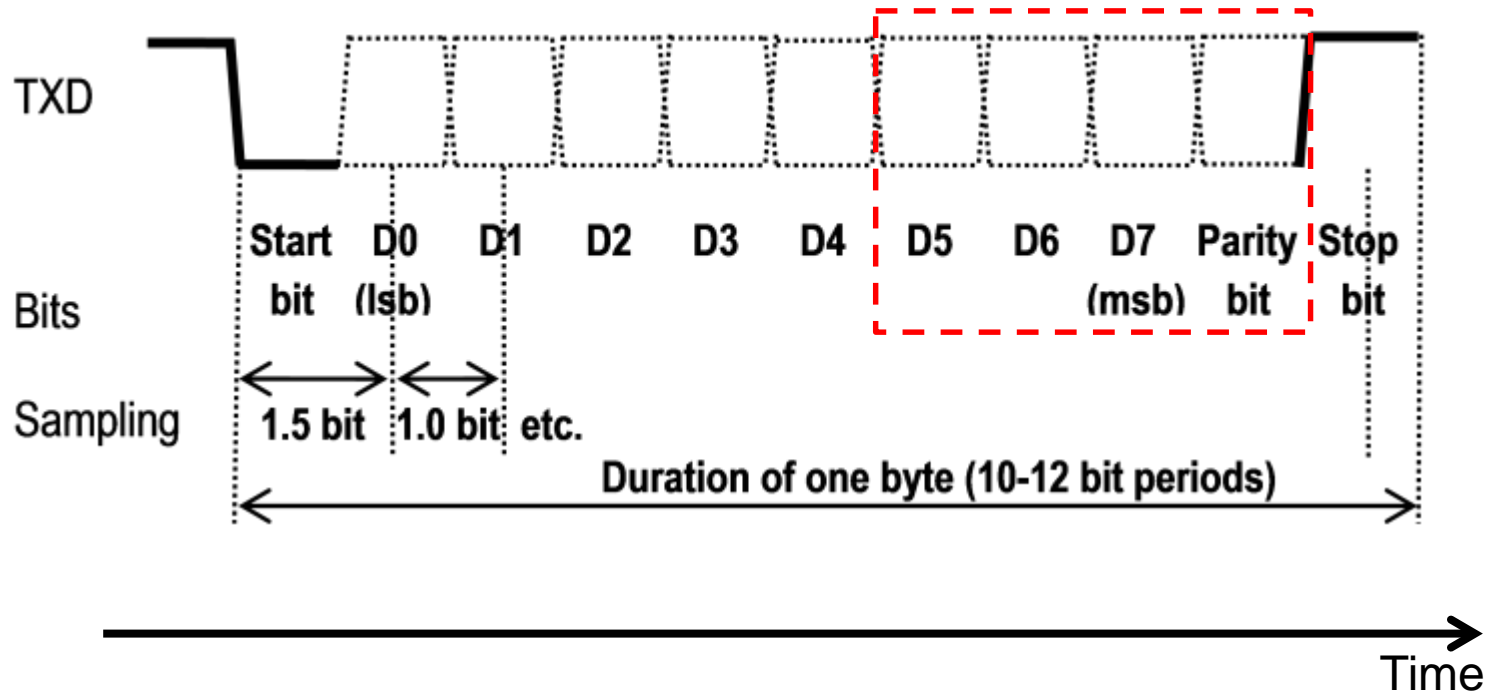 TXD
Start D0 D1 D2 D3 D4 D5 D6 D7 Parity Stop
bit (lsb) (msb) bit bit
Bits
Sampling
1.5 bit 1.0 bit etc.
Duration of one byte (10-12 bit periods)
Time